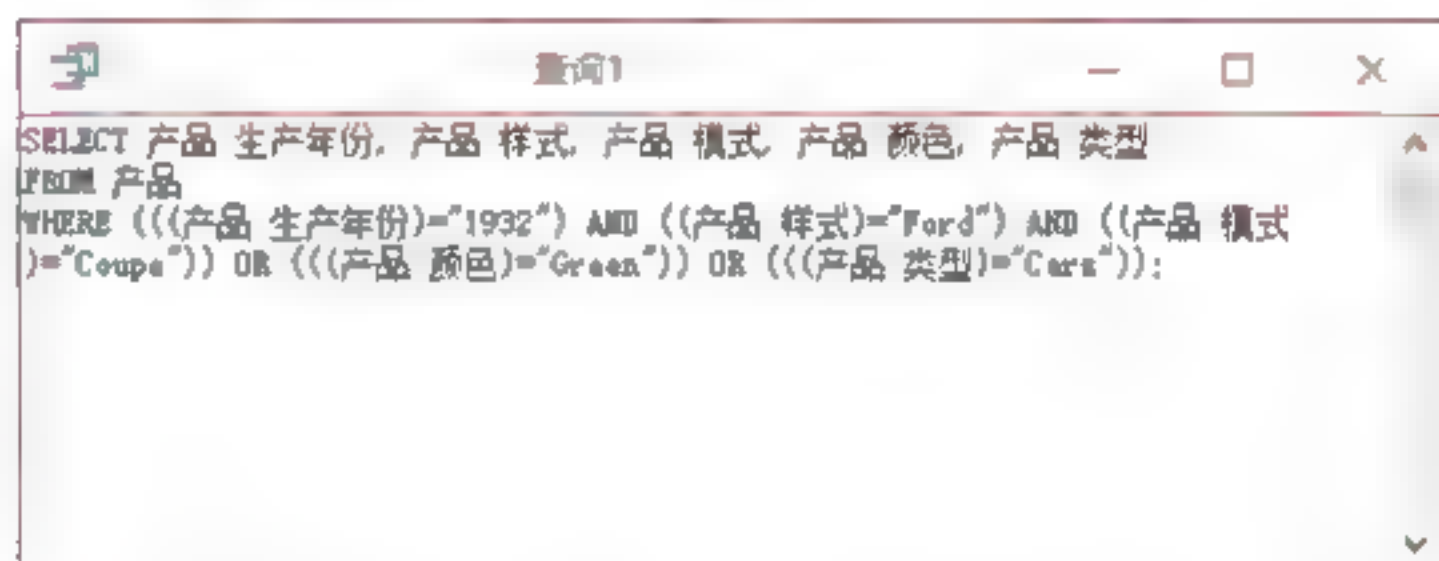 查询1
SELECT 产品.生产年份, 产品.样式, 产品.模式, 产品.颜色, 产品.类型
FROM 产品
WHERE (((产品.生产年份)="1932") AND ((产品.样式)="Ford") AND ((产品.模式
)="Coupe")) OR (((产品.颜色)="Green")) OR (((产品.类型)="Cars"));